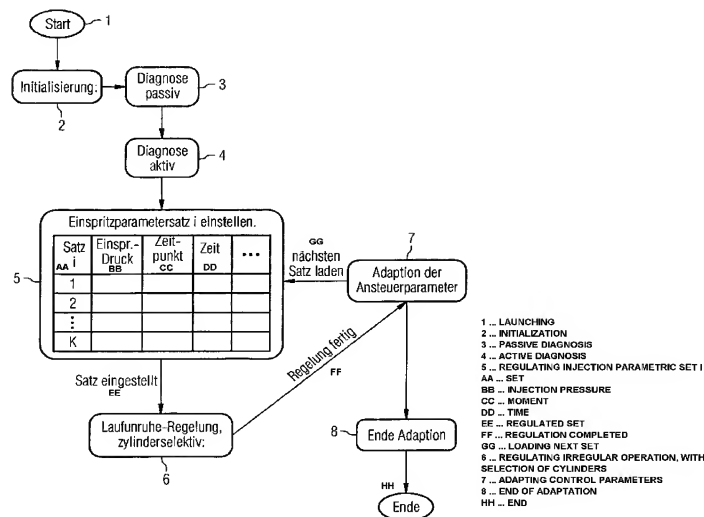 Start
1
Initialisierung:
2
Diagnose
passiv
3
Diagnose
aktiv
4
Einspritzparametersatz i einstellen.
Satz
i
AA
Einspr.-
Druck
BB
Zeit-
punkt
CC
Zeit
DD
...
1
2
⋮
K
5
GG
nächsten
Satz laden
7
Adaption der
Ansteuerparameter
Satz eingestellt
EE
Regelung fertig
FF
Laufunruhe-Regelung,
zylinderselektiv:
6
8
Ende Adaption
HH
Ende
1 ... LAUNCHING
2 ... INITIALIZATION
3 ... PASSIVE DIAGNOSIS
4 ... ACTIVE DIAGNOSIS
5 ... REGULATING INJECTION PARAMETRIC SET I
AA ... SET
BB ... INJECTION PRESSURE
CC ... MOMENT
DD ... TIME
EE ... REGULATED SET
FF ... REGULATION COMPLETED
GG ... LOADING NEXT SET
6 ... REGULATING IRREGULAR OPERATION, WITH
SELECTION OF CYLINDERS
7 ... ADAPTING CONTROL PARAMETERS
8 ... END OF ADAPTATION
HH ... END